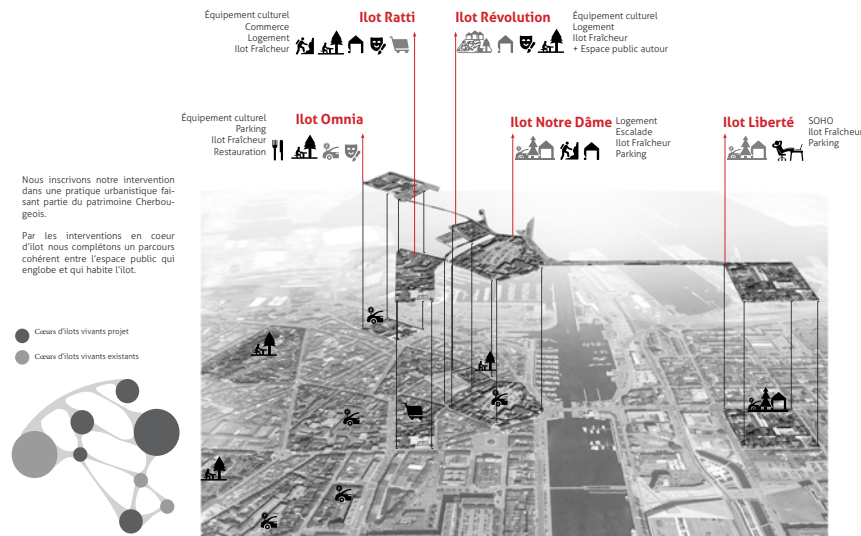 Équipement culturel
Commerce
Logement
Ilot Fraîcheur
Ilot Ratti
Ilot Révolution
Équipement culturel
Logement
Ilot Fraîcheur
+ Espace public autour
Équipement culturel
Parking
Ilot Fraîcheur
Restauration
Ilot Omnia
Ilot Notre Dâme
Logement
Escalade
Ilot Fraîcheur
Parking
Ilot Liberté
SOHO
Ilot Fraîcheur
Parking
Nous inscrivons notre intervention
dans une pratique urbanistique fai-
sant partie du patrimoine Cherbou-
geois.
Par les interventions en coeur
d'ilot nous complétons un parcours
cohérent entre l'espace public qui
englobe et qui habite l'ilot.
Cœurs d'ilots vivants projet
Cœurs d'ilots vivants existants